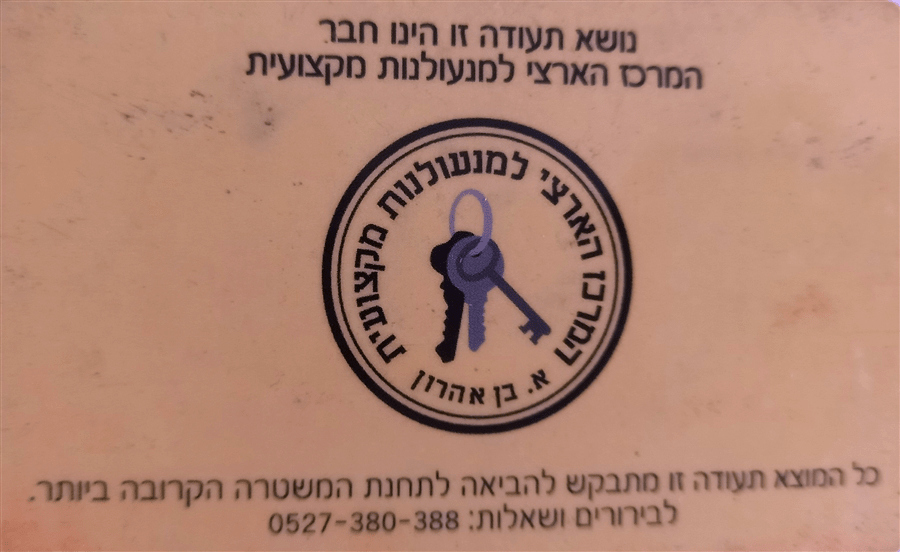 נושא תעודה זו הינו חבר
המרכז הארצי למנעולנות מקצועית
המרכז הארצי למנעולנות מקצועית
א. בן אהרון
כל המוצא תעודה זו מתבקש להביאה לתחנת המשטרה הקרובה ביותר.
לבירורים ושאלות: 0527-380-388